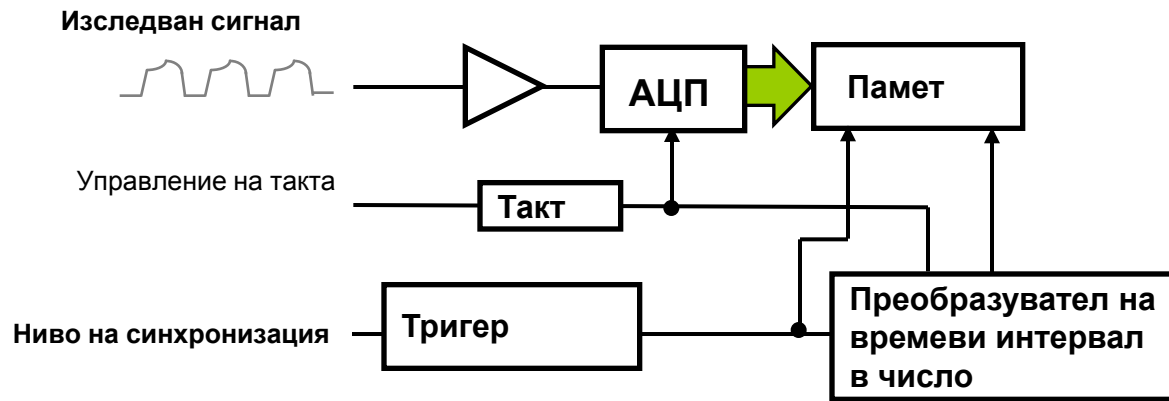 Изследван сигнал
АЦП
Памет
Управление на такта
Такт
Ниво на синхронизация
Тригер
Преобразувател на
времеви интервал
в число